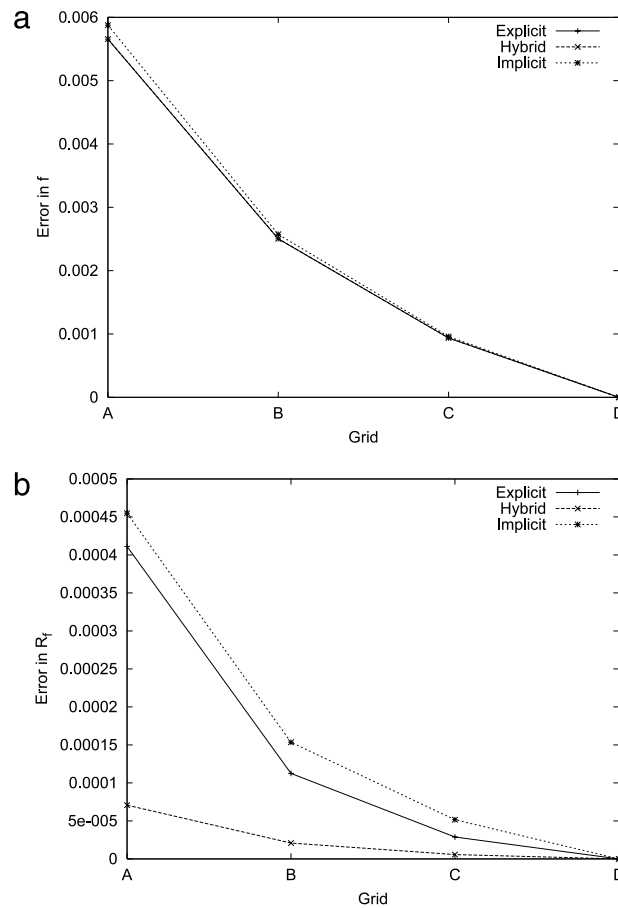 a
0.006
0.005
0.004
0.003
0.002
0.001
0
Error in f
Explicit
Hybrid
Implicit
A
B
C
D
Grid
b
0.0005
0.00045
0.0004
0.00035
0.0003
0.00025
0.0002
0.00015
0.0001
5e-005
0
Error in Rf
Explicit
Hybrid
Implicit
A
B
C
D
Grid